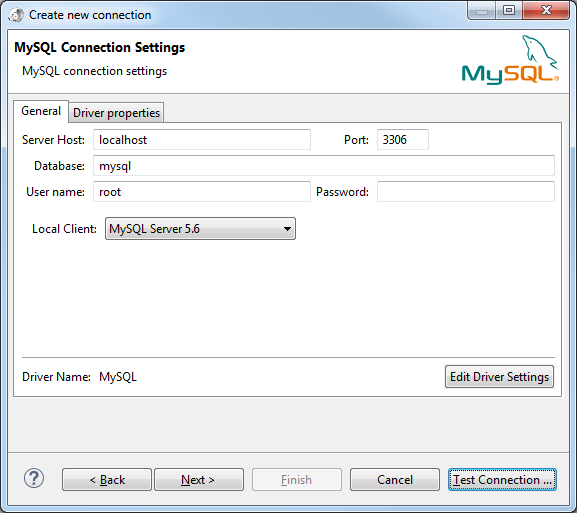 Create new connection
MySQL Connection Settings
MySQL connection settings
MySQL®
General Driver properties
Server Host: localhost Port: 3306
Database: mysql
User name: root Password:
Local Client: MySQL Server 5.6
Driver Name: MySQL Edit Driver Settings
? < Back Next > Finish Cancel Test Connection ...